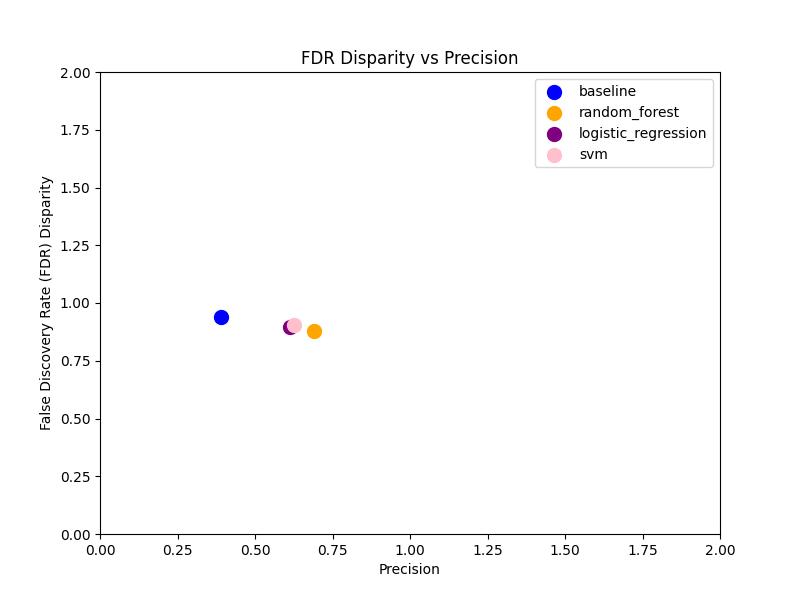 FDR Disparity vs Precision
baseline
random_forest
logistic_regression
svm
False Discovery Rate (FDR) Disparity
2.00
1.75
1.50
1.25
1.00
0.75
0.50
0.25
0.00
0.00 0.25 0.50 0.75 1.00 1.25 1.50 1.75 2.00
Precision